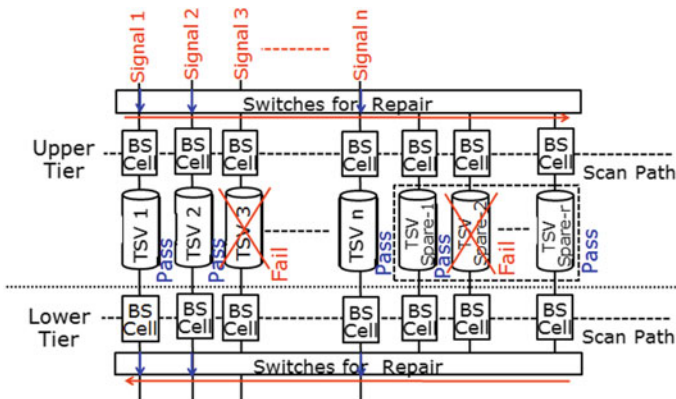 Signal 1
Signal 2
Signal 3
Signal n
Switches for Repair
Upper
Tier
BS
Cell
BS
Cell
BS
Cell
BS
Cell
BS
Cell
BS
Cell
BS
Cell
Scan Path
TSV 1
Pass
TSV 2
Pass
TSV 3
Fail
TSV n
Pass
TSV
Spare-1
Pass
TSV
Spare-2
Fail
TSV
Spare-r
Pass
Lower
Tier
BS
Cell
BS
Cell
BS
Cell
BS
Cell
BS
Cell
BS
Cell
BS
Cell
Scan Path
Switches for Repair